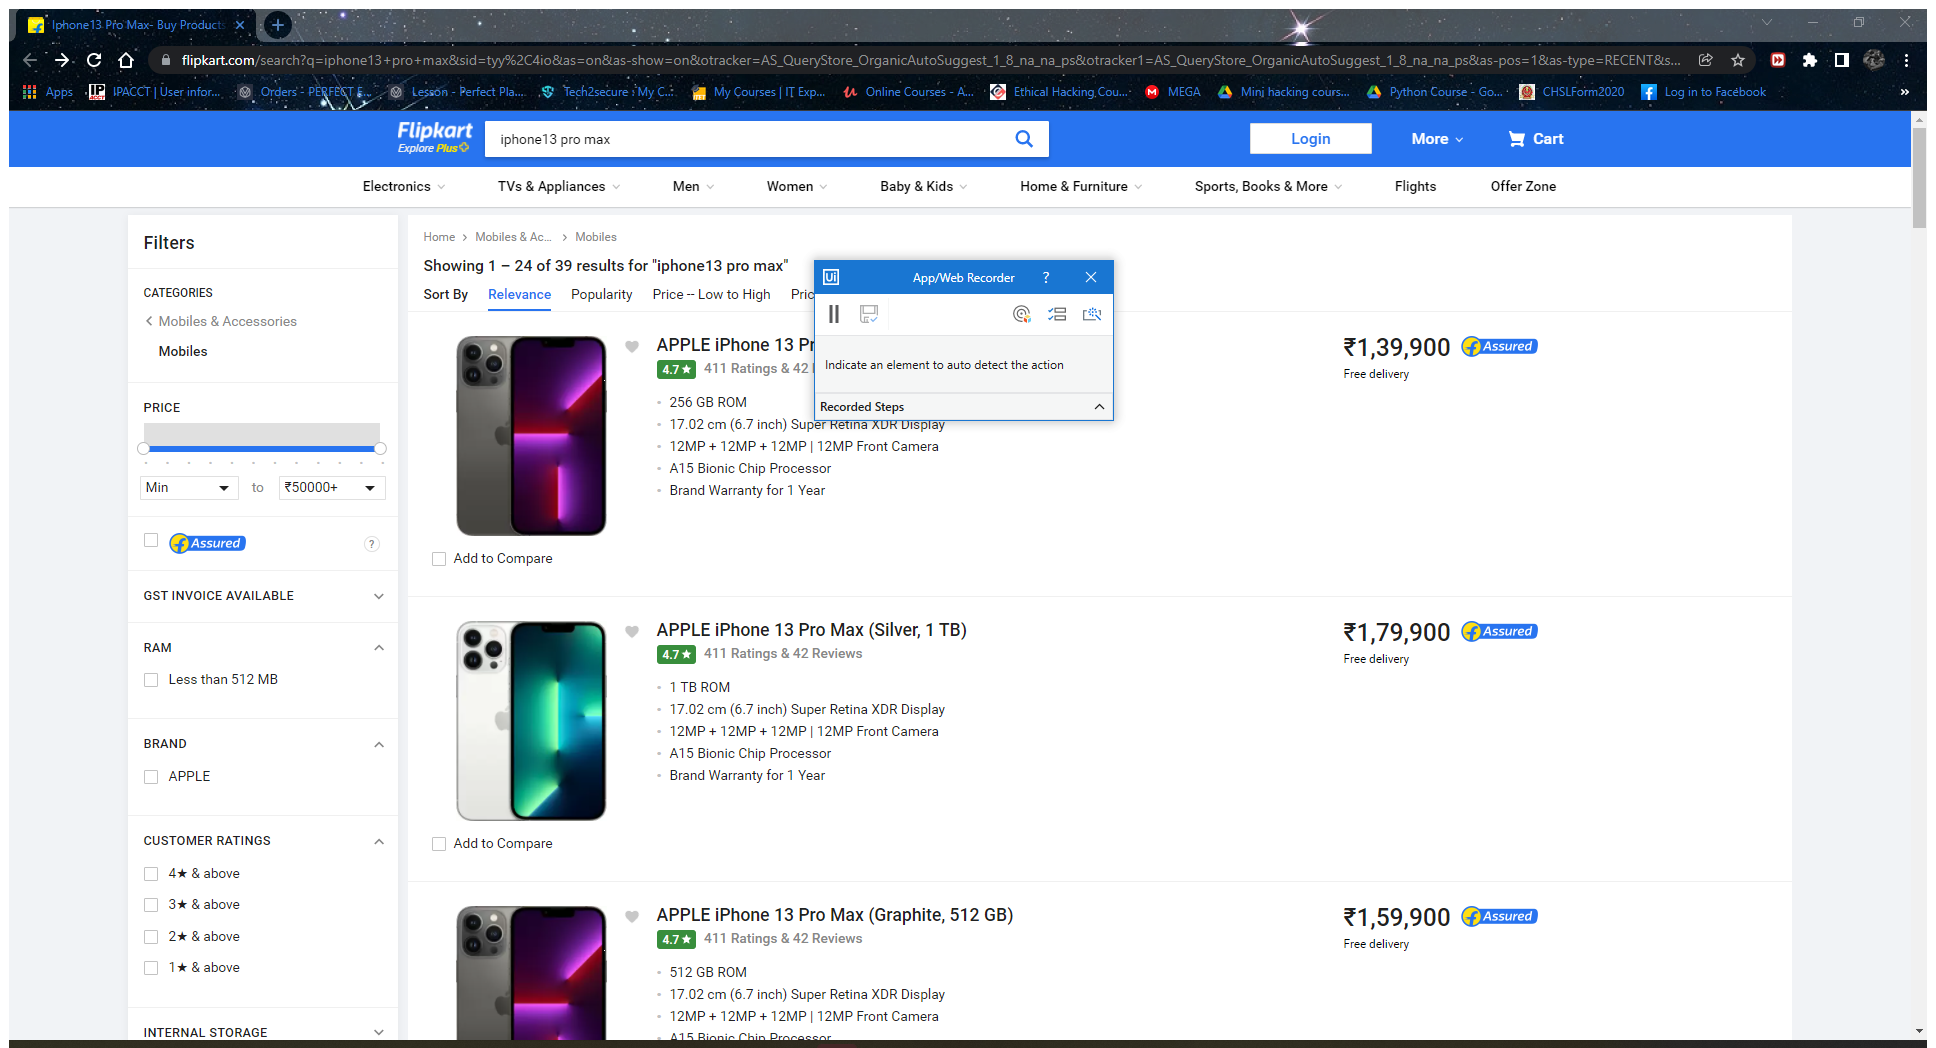 Iphone13 Pro Max- Buy Products
flipkart.com/search?q=iphone13+pro+max&sid=tyy%2C4io&as=on&as-show=on&otracker=AS_QueryStore_OrganicAutoSuggest_1_8_na_na_ps&otracker1=AS_QueryStore_OrganicAutoSuggest_1_8_na_na_ps&as-pos=1&as-type=RECENT&s...
Apps IPACCT | User infor... Orders - PERFECT E... Lesson - Perfect Pla... Tech2secure : My C... My Courses | IT Exp... Online Courses - A... Ethical Hacking Cou... MEGA Mini hacking cours... Python Course - Go... CHSLForm2020 Log in to Facebook »
Flipkart
Explore Plus
iphone13 pro max
Login
More
Cart
Electronics TVs & Appliances Men Women Baby & Kids Home & Furniture Sports, Books & More Flights Offer Zone
Filters
CATEGORIES
Mobiles & Accessories
Mobiles
PRICE
Min to ₹50000+
Assured ?
GST INVOICE AVAILABLE
RAM
Less than 512 MB
BRAND
APPLE
CUSTOMER RATINGS
4★ & above
3★ & above
2★ & above
1★ & above
INTERNAL STORAGE
Home > Mobiles & Ac... > Mobiles
Showing 1 – 24 of 39 results for "iphone13 pro max"
Sort By Relevance Popularity Price -- Low to High Pric
Ui App/Web Recorder ?
Indicate an element to auto detect the action
Recorded Steps
APPLE iPhone 13 Pr
4.7★ 411 Ratings & 42
256 GB ROM
17.02 cm (6.7 inch) Super Retina XDR Display
12MP + 12MP + 12MP | 12MP Front Camera
A15 Bionic Chip Processor
Brand Warranty for 1 Year
₹1,39,900 Assured
Free delivery
Add to Compare
APPLE iPhone 13 Pro Max (Silver, 1 TB)
4.7★ 411 Ratings & 42 Reviews
1 TB ROM
17.02 cm (6.7 inch) Super Retina XDR Display
12MP + 12MP + 12MP | 12MP Front Camera
A15 Bionic Chip Processor
Brand Warranty for 1 Year
₹1,79,900 Assured
Free delivery
Add to Compare
APPLE iPhone 13 Pro Max (Graphite, 512 GB)
4.7★ 411 Ratings & 42 Reviews
512 GB ROM
17.02 cm (6.7 inch) Super Retina XDR Display
12MP + 12MP + 12MP | 12MP Front Camera
A15 Bionic Chip Processor
₹1,59,900 Assured
Free delivery